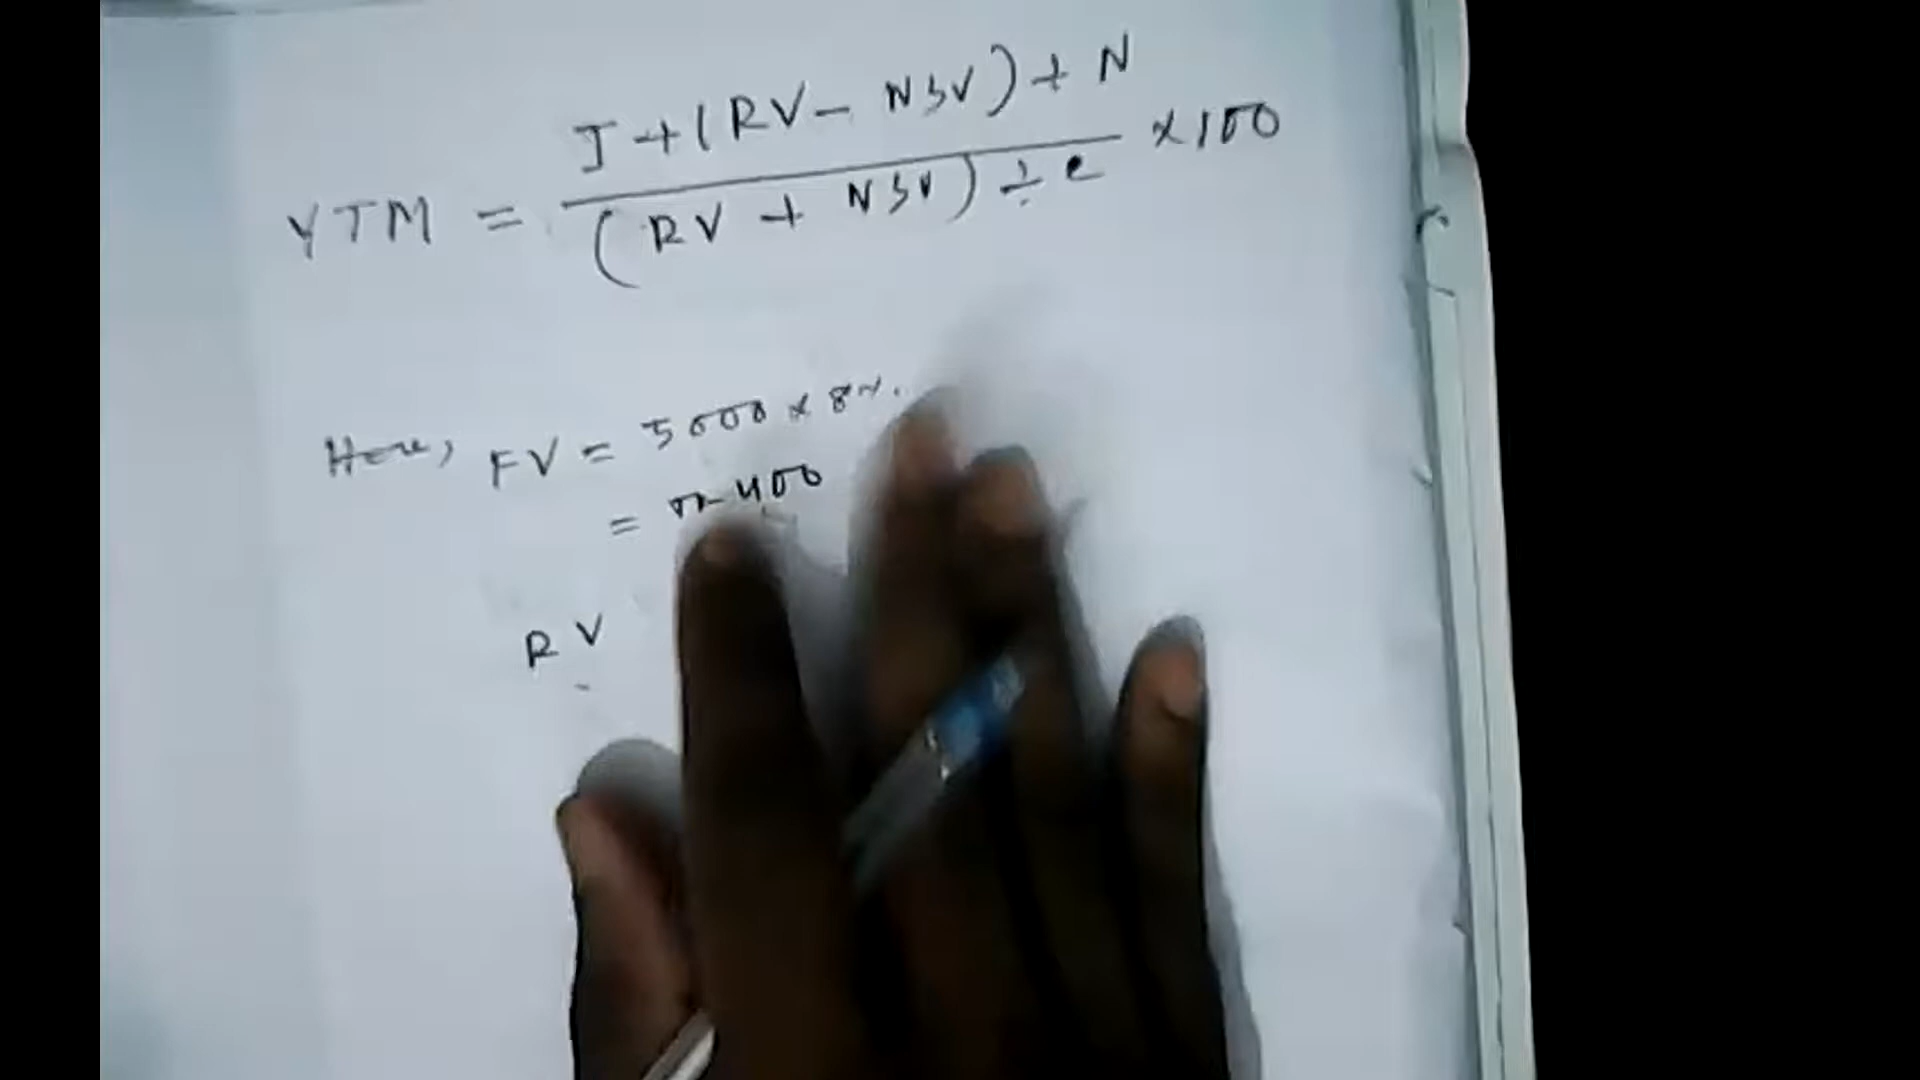 I + (RV - NSV) + N
YTM = × 100
(RV + NSV) ÷ 2
Here, FV = 5000 × 8%.
= 400
RV